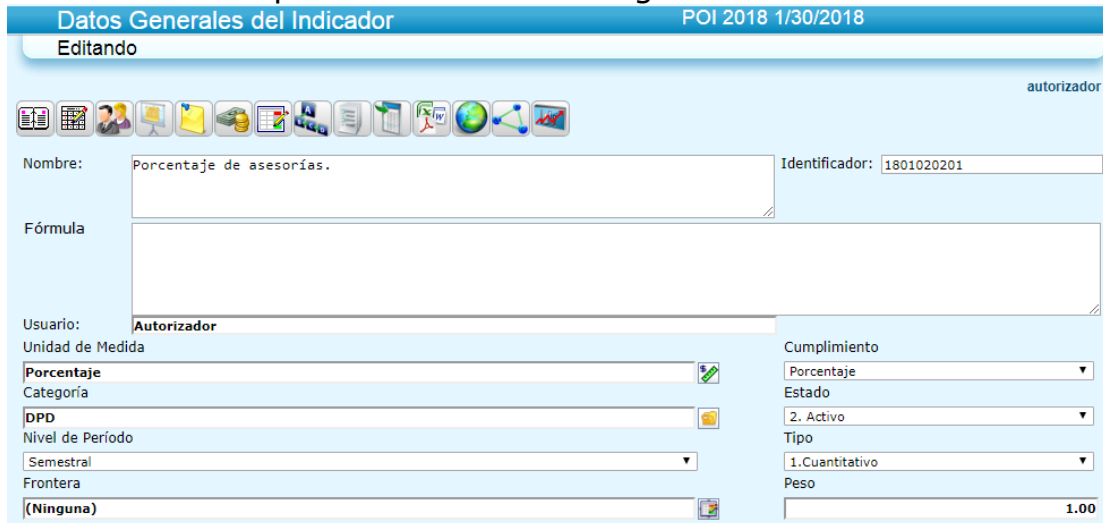 Datos Generales del Indicador POI 2018 1/30/2018
Editando
autorizador
Nombre: Porcentaje de asesorías. Identificador: 1801020201
Fórmula
Usuario: Autorizador
Unidad de Medida Cumplimiento
Porcentaje Porcentaje
Categoría Estado
DPD 2. Activo
Nivel de Período Tipo
Semestral 1.Cuantitativo
Frontera Peso
(Ninguna) 1.00